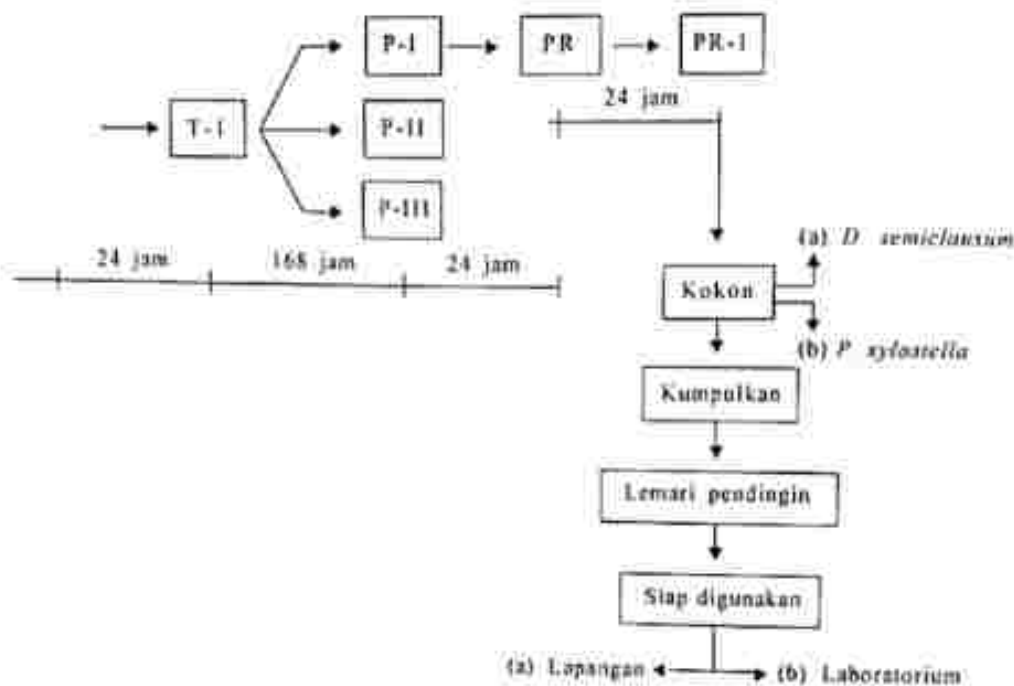 P-I
PR
PR-1
24 jam
T-I
P-II
P-III
24 jam
168 jam
24 jam
(a) D semiclausum
Kokon
(b) P xylostella
Kumpulkan
Lemari pendingin
Siap digunakan
(a) Lapangan
(b) Laboratorium